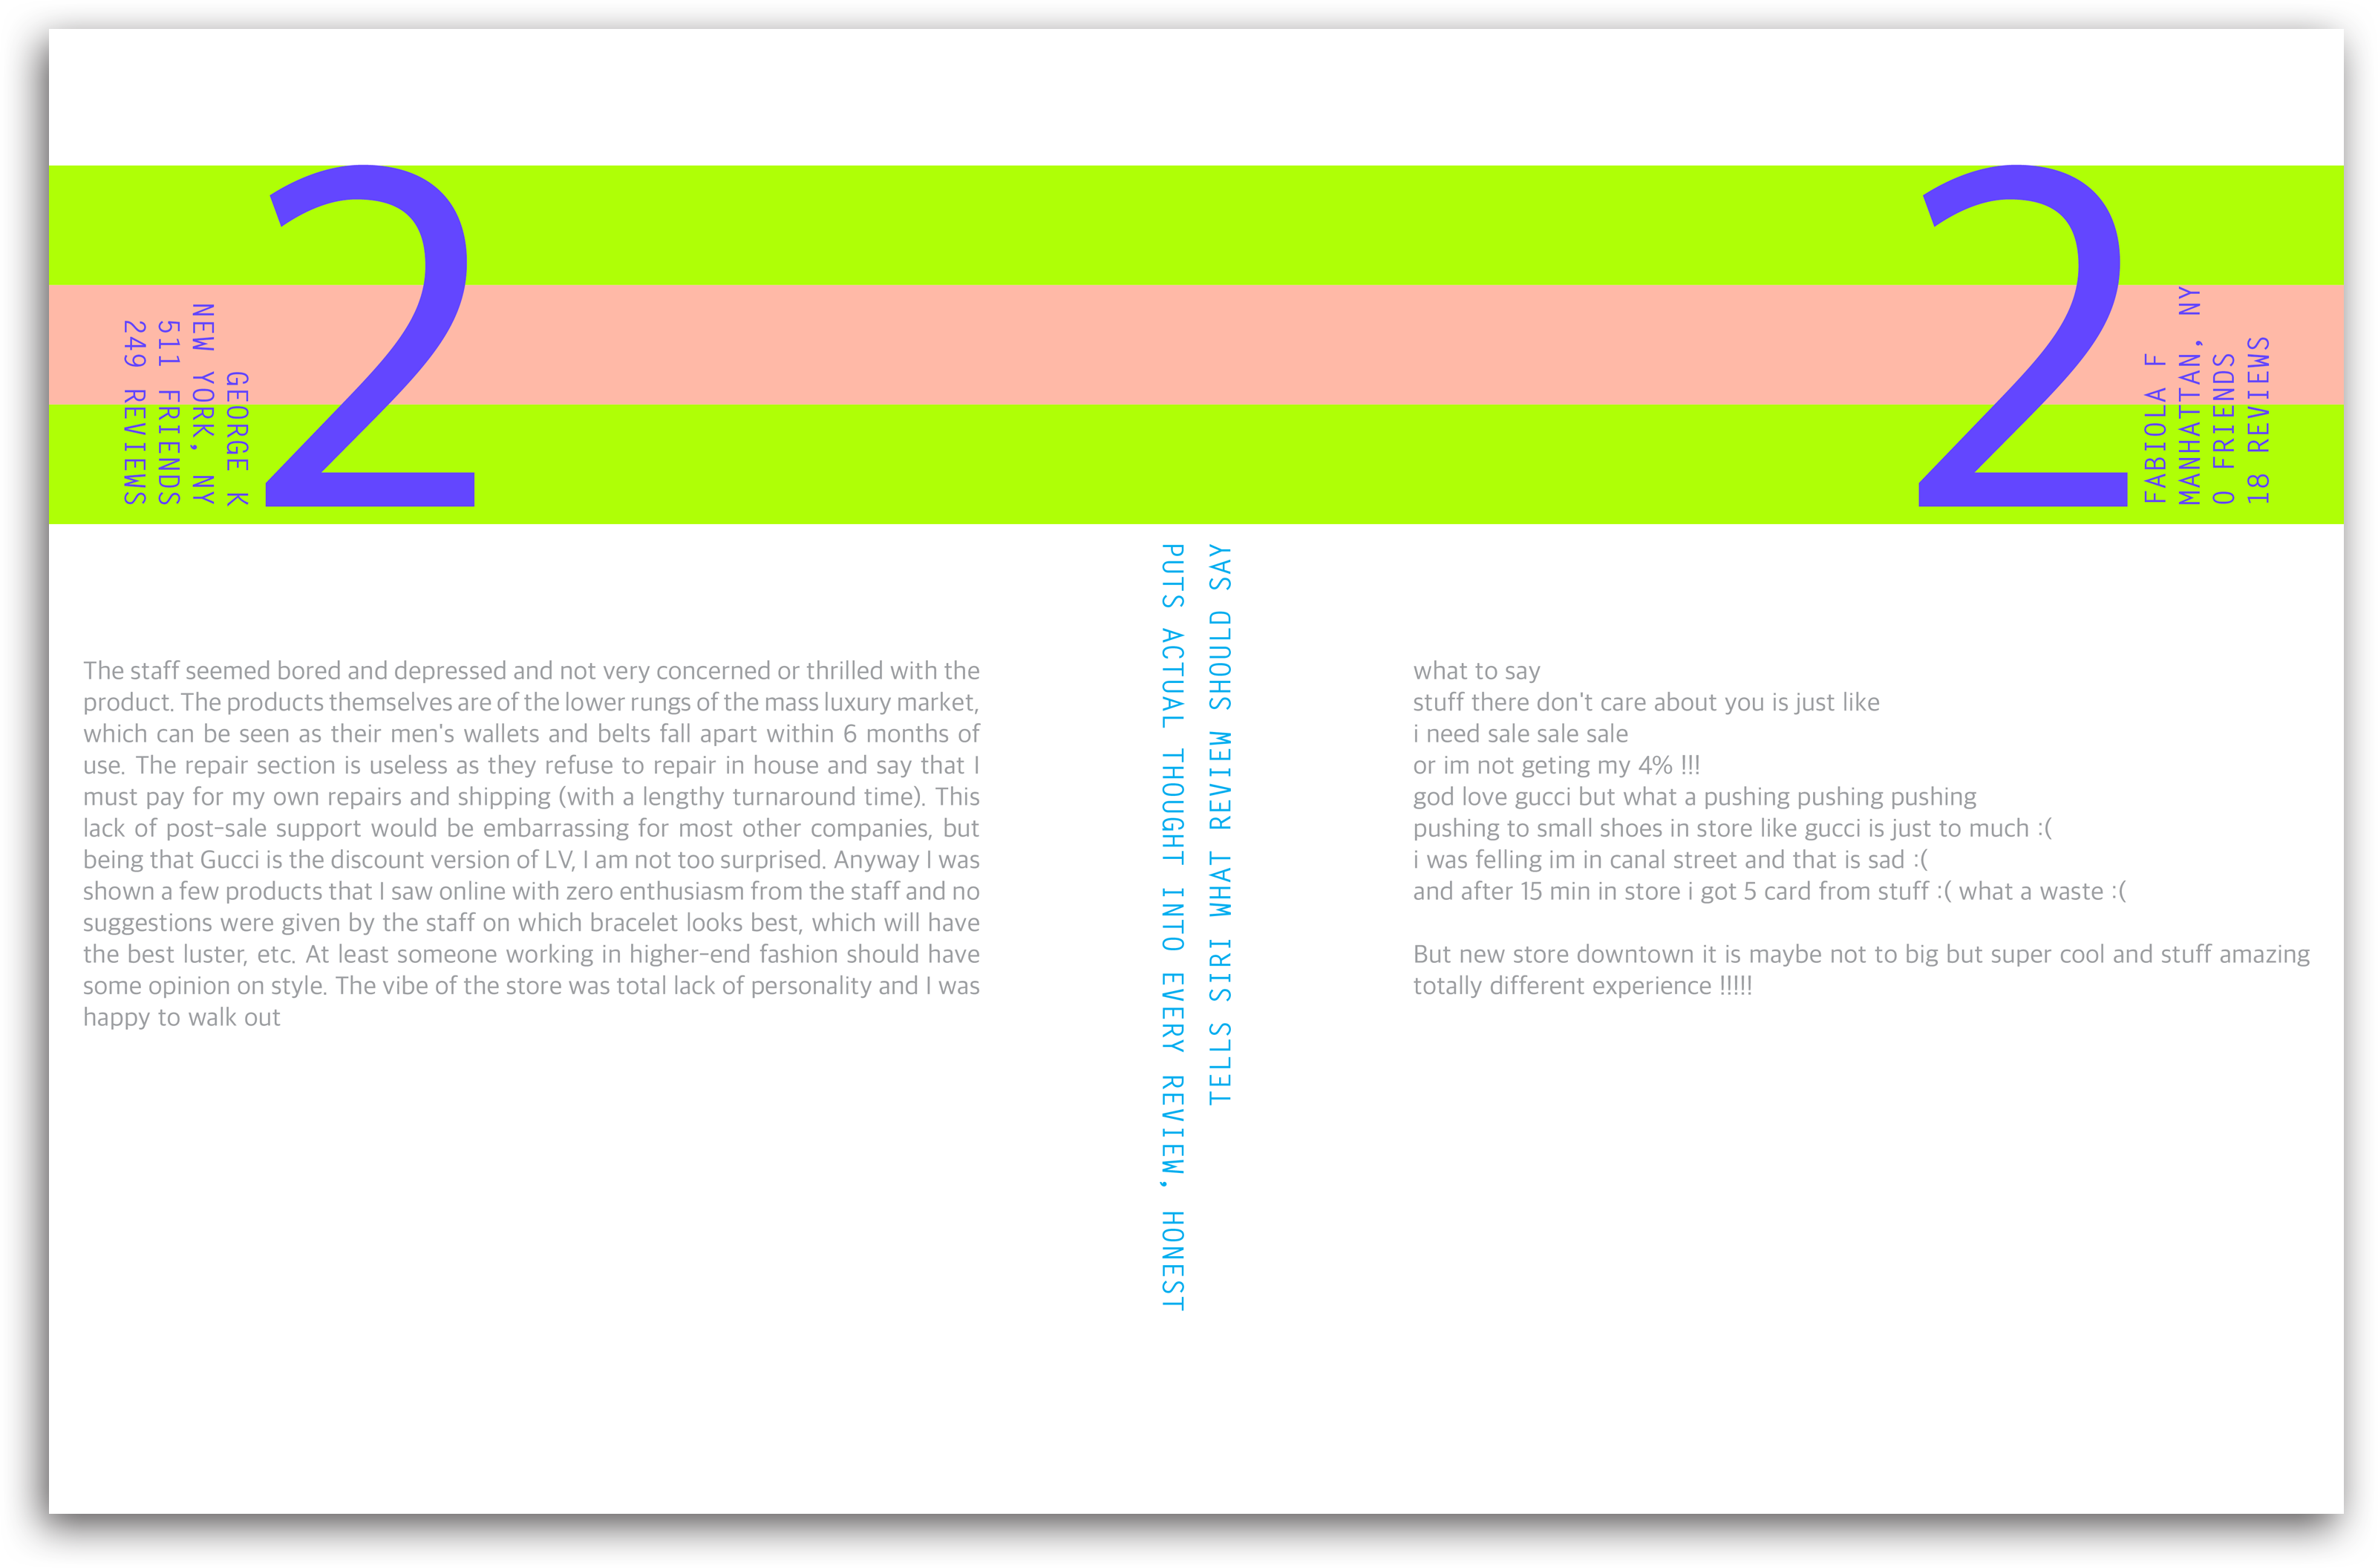 2
GEORGE K
NEW YORK, NY
511 FRIENDS
249 REVIEWS
2
FABIOLA F
MANHATTAN, NY
0 FRIENDS
18 REVIEWS
The staff seemed bored and depressed and not very concerned or thrilled with the
product. The products themselves are of the lower rungs of the mass luxury market,
which can be seen as their men's wallets and belts fall apart within 6 months of
use. The repair section is useless as they refuse to repair in house and say that I
must pay for my own repairs and shipping (with a lengthy turnaround time). This
lack of post-sale support would be embarrassing for most other companies, but
being that Gucci is the discount version of LV, I am not too surprised. Anyway I was
shown a few products that I saw online with zero enthusiasm from the staff and no
suggestions were given by the staff on which bracelet looks best, which will have
the best luster, etc. At least someone working in higher-end fashion should have
some opinion on style. The vibe of the store was total lack of personality and I was
happy to walk out
PUTS ACTUAL THOUGHT INTO EVERY REVIEW, HONEST
TELLS SIRI WHAT REVIEW SHOULD SAY
what to say
stuff there don't care about you is just like
i need sale sale sale
or im not geting my 4% !!!
god love gucci but what a pushing pushing pushing
pushing to small shoes in store like gucci is just to much :(
i was felling im in canal street and that is sad :(
and after 15 min in store i got 5 card from stuff :( what a waste :(
But new store downtown it is maybe not to big but super cool and stuff amazing
totally different experience !!!!!